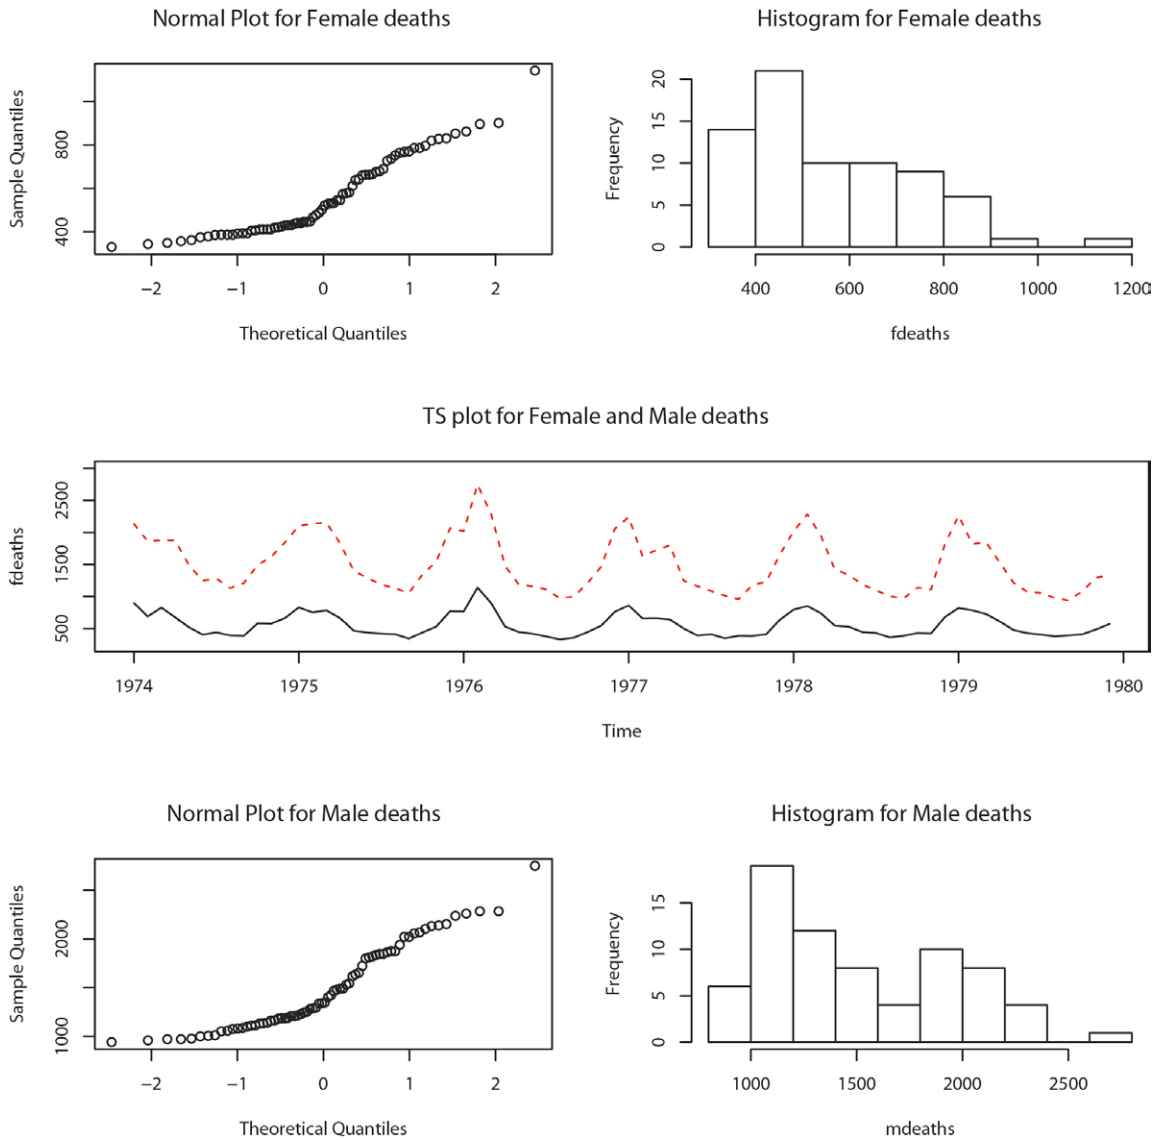 Normal Plot for Female deaths
Sample Quantiles
800
400
−2 −1 0 1 2
Theoretical Quantiles
Histogram for Female deaths
Frequency
20
15
10
5
0
400 600 800 1000 1200
fdeaths
TS plot for Female and Male deaths
fdeaths
2500
1500
500
1974 1975 1976 1977 1978 1979 1980
Time
Normal Plot for Male deaths
Sample Quantiles
2000
1000
−2 −1 0 1 2
Theoretical Quantiles
Histogram for Male deaths
Frequency
15
10
5
0
1000 1500 2000 2500
mdeaths